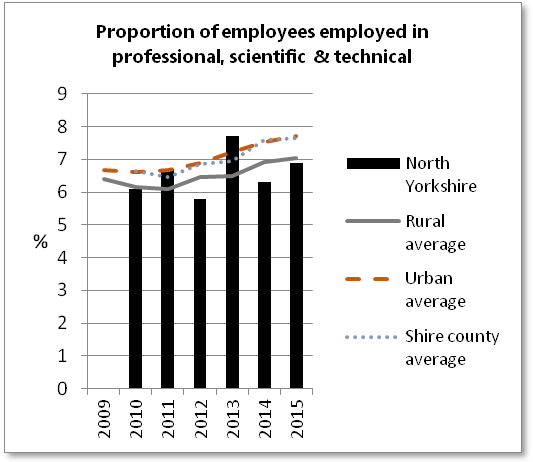 Proportion of employees employed in
professional, scientific & technical
9
8
7
6
5
4
3
2
1
0
%
2009
2010
2011
2012
2013
2014
2015
North
Yorkshire
Rural
average
Urban
average
Shire county
average